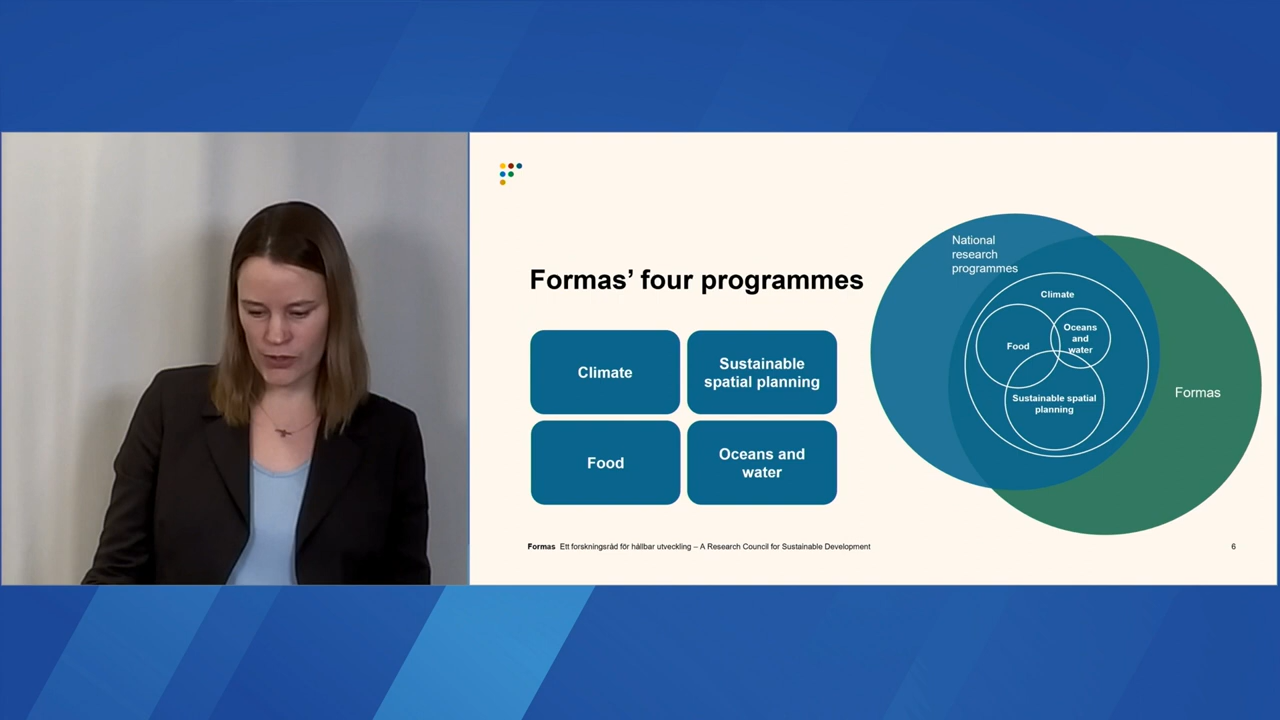 Formas’ four programmes
Climate
Sustainable
spatial planning
Food
Oceans and
water
National
research
programmes
Climate
Food
Oceans
and
water
Sustainable spatial
planning
Formas
Formas Ett forskningsråd för hållbar utveckling – A Research Council for Sustainable Development
6